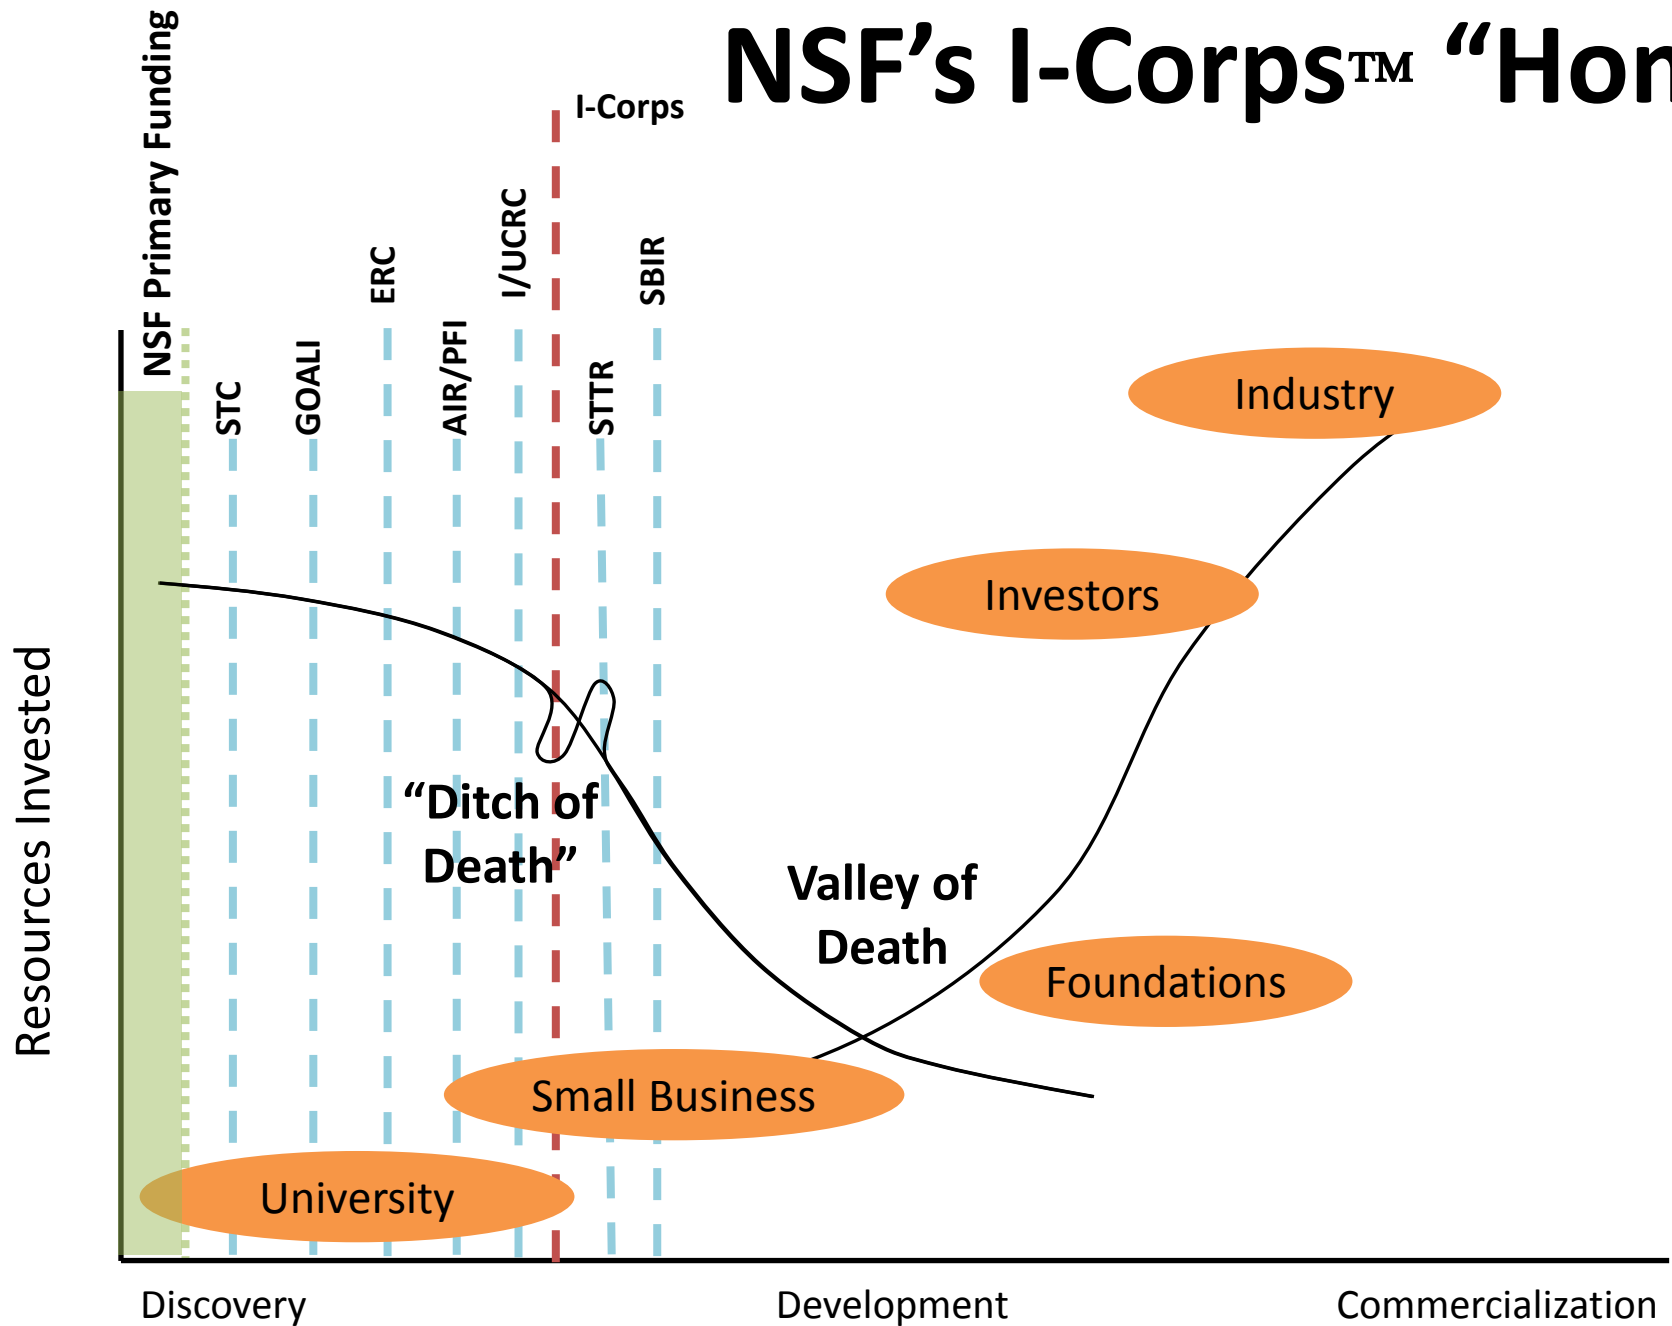 NSF's I-Corps™ “Hon
NSF Primary Funding
STC
GOALI
ERC
AIR/PFI
I/UCRC
I-Corps
STTR
SBIR
Industry
Investors
Resources Invested
“Ditch of
Death”
Valley of
Death
Foundations
Small Business
University
Discovery
Development
Commercialization